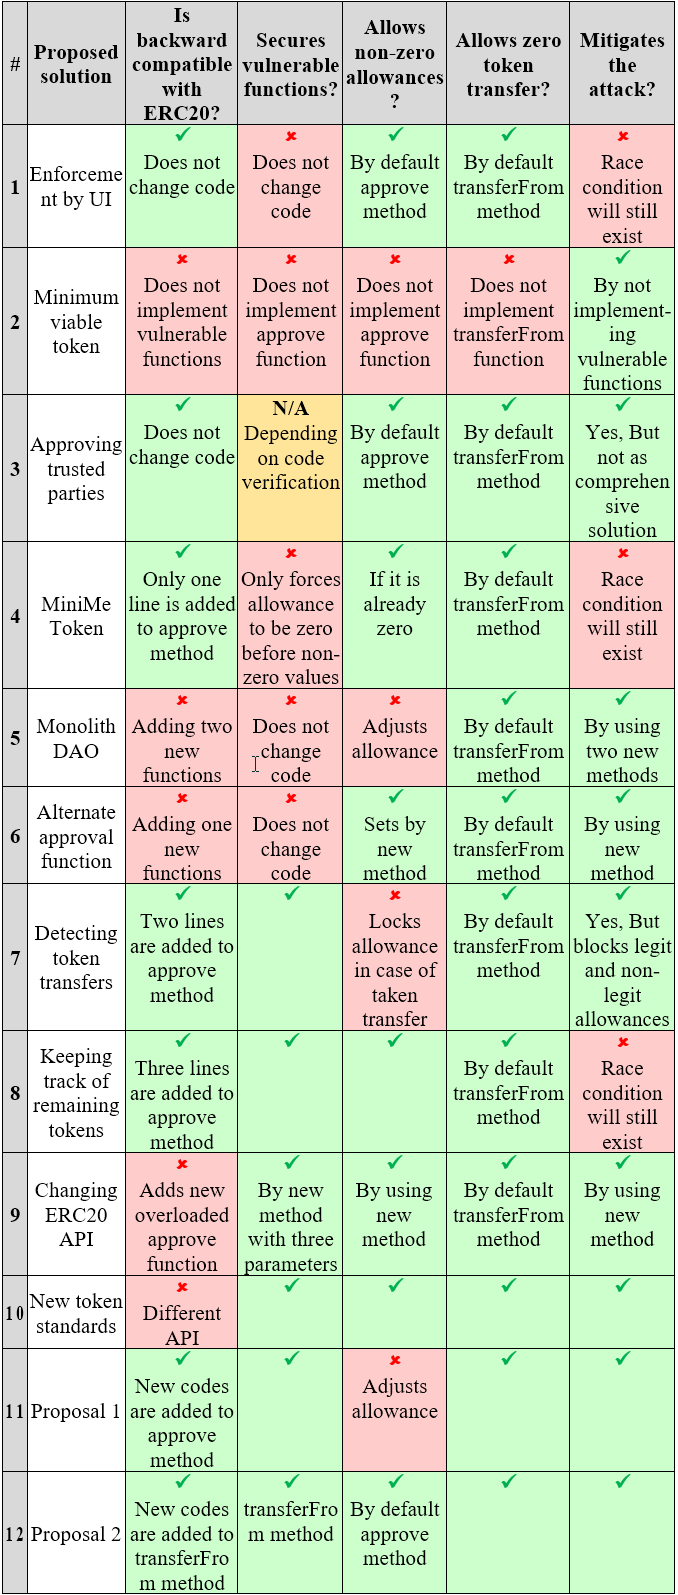 #
Proposed
solution
Is
backward
compatible
with
ERC20?
Secures
vulnerable
functions?
Allows
non-zero
allowances
?
Allows zero
token
transfer?
Mitigates
the
attack?
1
Enforceme
nt by UI
✓
Does not
change code
✗
Does not
change
code
✓
By default
approve
method
✓
By default
transferFrom
method
✗
Race
condition
will still
exist
2
Minimum
viable
token
✗
Does not
implement
vulnerable
functions
✗
Does not
implement
approve
function
✗
Does not
implement
approve
function
✗
Does not
implement
transferFrom
function
✓
By not
implement-
ing
vulnerable
functions
3
Approving
trusted
parties
✓
Does not
change code
N/A
Depending
on code
verification
✓
By default
approve
method
✓
By default
transferFrom
method
✓
Yes, But
not as
comprehen
sive
solution
4
MiniMe
Token
✓
Only one
line is added
to approve
method
✗
Only forces
allowance
to be zero
before non-
zero values
✓
If it is
already
zero
✓
By default
transferFrom
method
✗
Race
condition
will still
exist
5
Monolith
DAO
✗
Adding two
new
functions
✗
Does not
change
code
✗
Adjusts
allowance
✓
By default
transferFrom
method
✓
By using
two new
methods
6
Alternate
approval
function
✗
Adding one
new
functions
✗
Does not
change
code
✓
Sets by
new
method
✓
By default
transferFrom
method
✓
By using
new
method
7
Detecting
token
transfers
✓
Two lines
are added to
approve
method
✓
✗
Locks
allowance
in case of
taken
transfer
✓
By default
transferFrom
method
✓
Yes, But
blocks legit
and non-
legit
allowances
8
Keeping
track of
remaining
tokens
✓
Three lines
are added to
approve
method
✓
✓
✓
By default
transferFrom
method
✗
Race
condition
will still
exist
9
Changing
ERC20
API
✗
Adds new
overloaded
approve
function
✓
By new
method
with three
parameters
✓
By using
new
method
✓
By default
transferFrom
method
✓
By using
new
method
10
New token
standards
✗
Different
API
✓
✓
✓
✓
11
Proposal 1
✓
New codes
are added to
approve
method
✓
✗
Adjusts
allowance
✓
✓
12
Proposal 2
✓
New codes
are added to
transferFro
m method
✓
transferFro
m method
✓
By default
approve
method
✓
✓